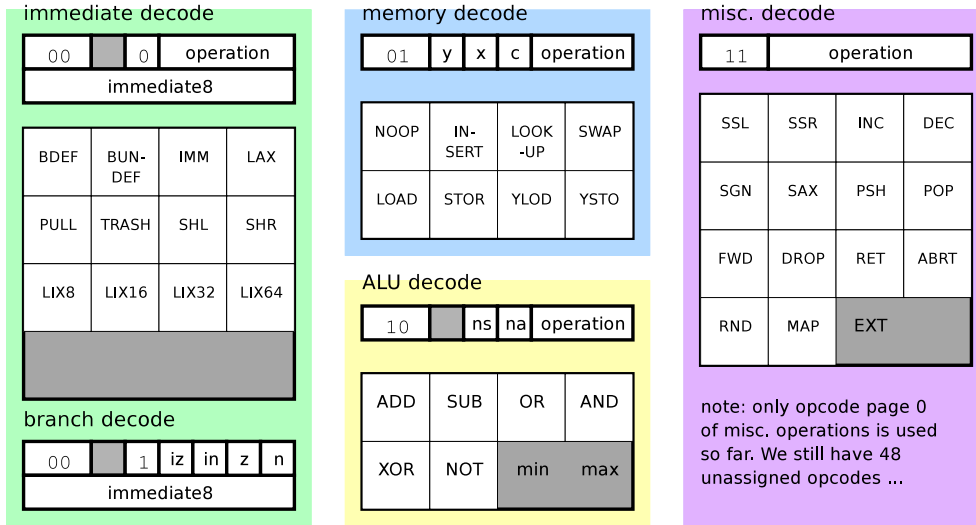 immediate decode
00 0 operation
immediate8
BDEF BUN-DEF IMM LAX
PULL TRASH SHL SHR
LIX8 LIX16 LIX32 LIX64
branch decode
00 1 iz in z n
immediate8
memory decode
01 y x c operation
NOOP IN-SERT LOOK-UP SWAP
LOAD STOR YLOD YSTO
ALU decode
10 ns na operation
ADD SUB OR AND
XOR NOT min max
misc. decode
11 operation
SSL SSR INC DEC
SGN SAX PSH POP
FWD DROP RET ABRT
RND MAP EXT
note: only opcode page 0
of misc. operations is used
so far. We still have 48
unassigned opcodes ...